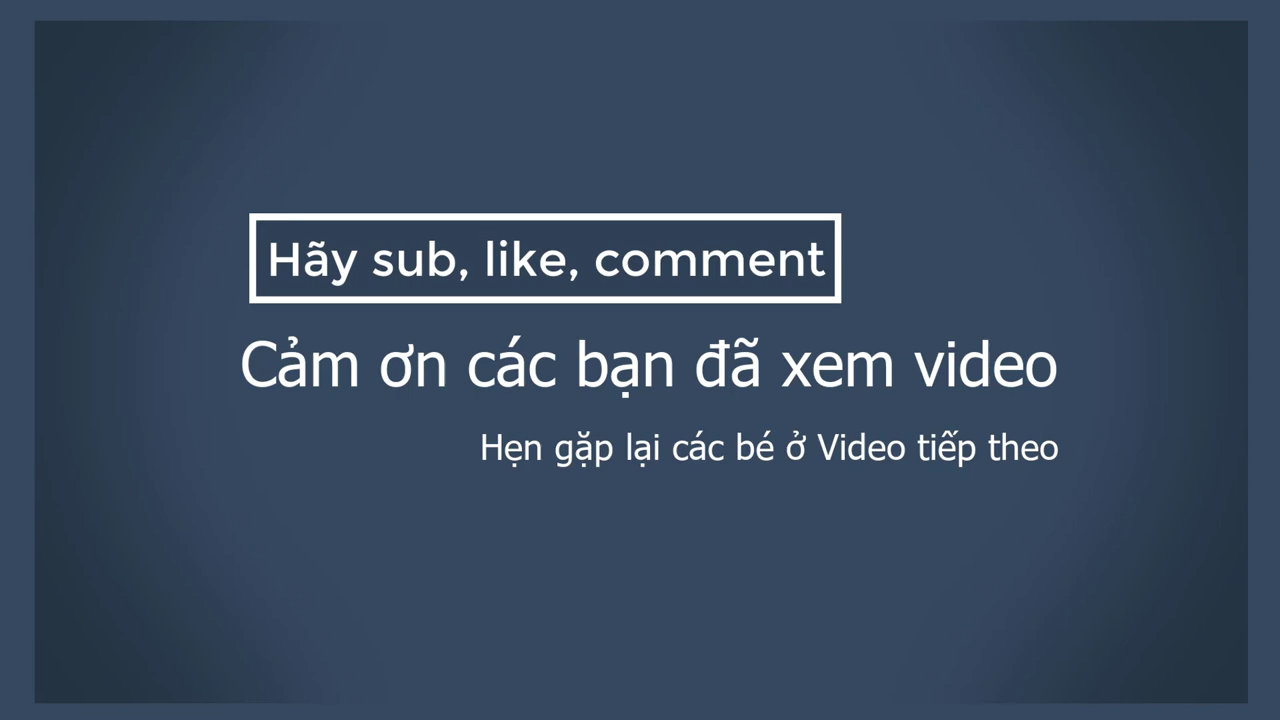 Hãy sub, like, comment
Cảm ơn các bạn đã xem video
Hẹn gặp lại các bé ở Video tiếp theo